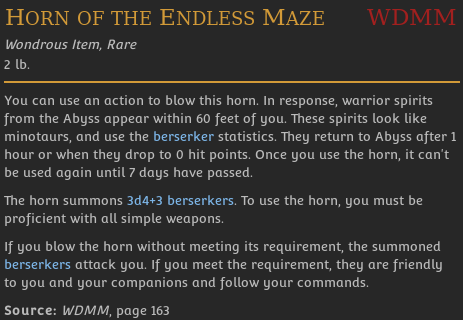 Horn of the Endless Maze WDMM
Wondrous Item, Rare
2 lb.
You can use an action to blow this horn. In response, warrior spirits
from the Abyss appear within 60 feet of you. These spirits look like
minotaurs, and use the berserker statistics. They return to Abyss after 1
hour or when they drop to 0 hit points. Once you use the horn, it can't
be used again until 7 days have passed.
The horn summons 3d4+3 berserkers. To use the horn, you must be
proficient with all simple weapons.
If you blow the horn without meeting its requirement, the summoned
berserkers attack you. If you meet the requirement, they are friendly
to you and your companions and follow your commands.
Source: WDMM, page 163